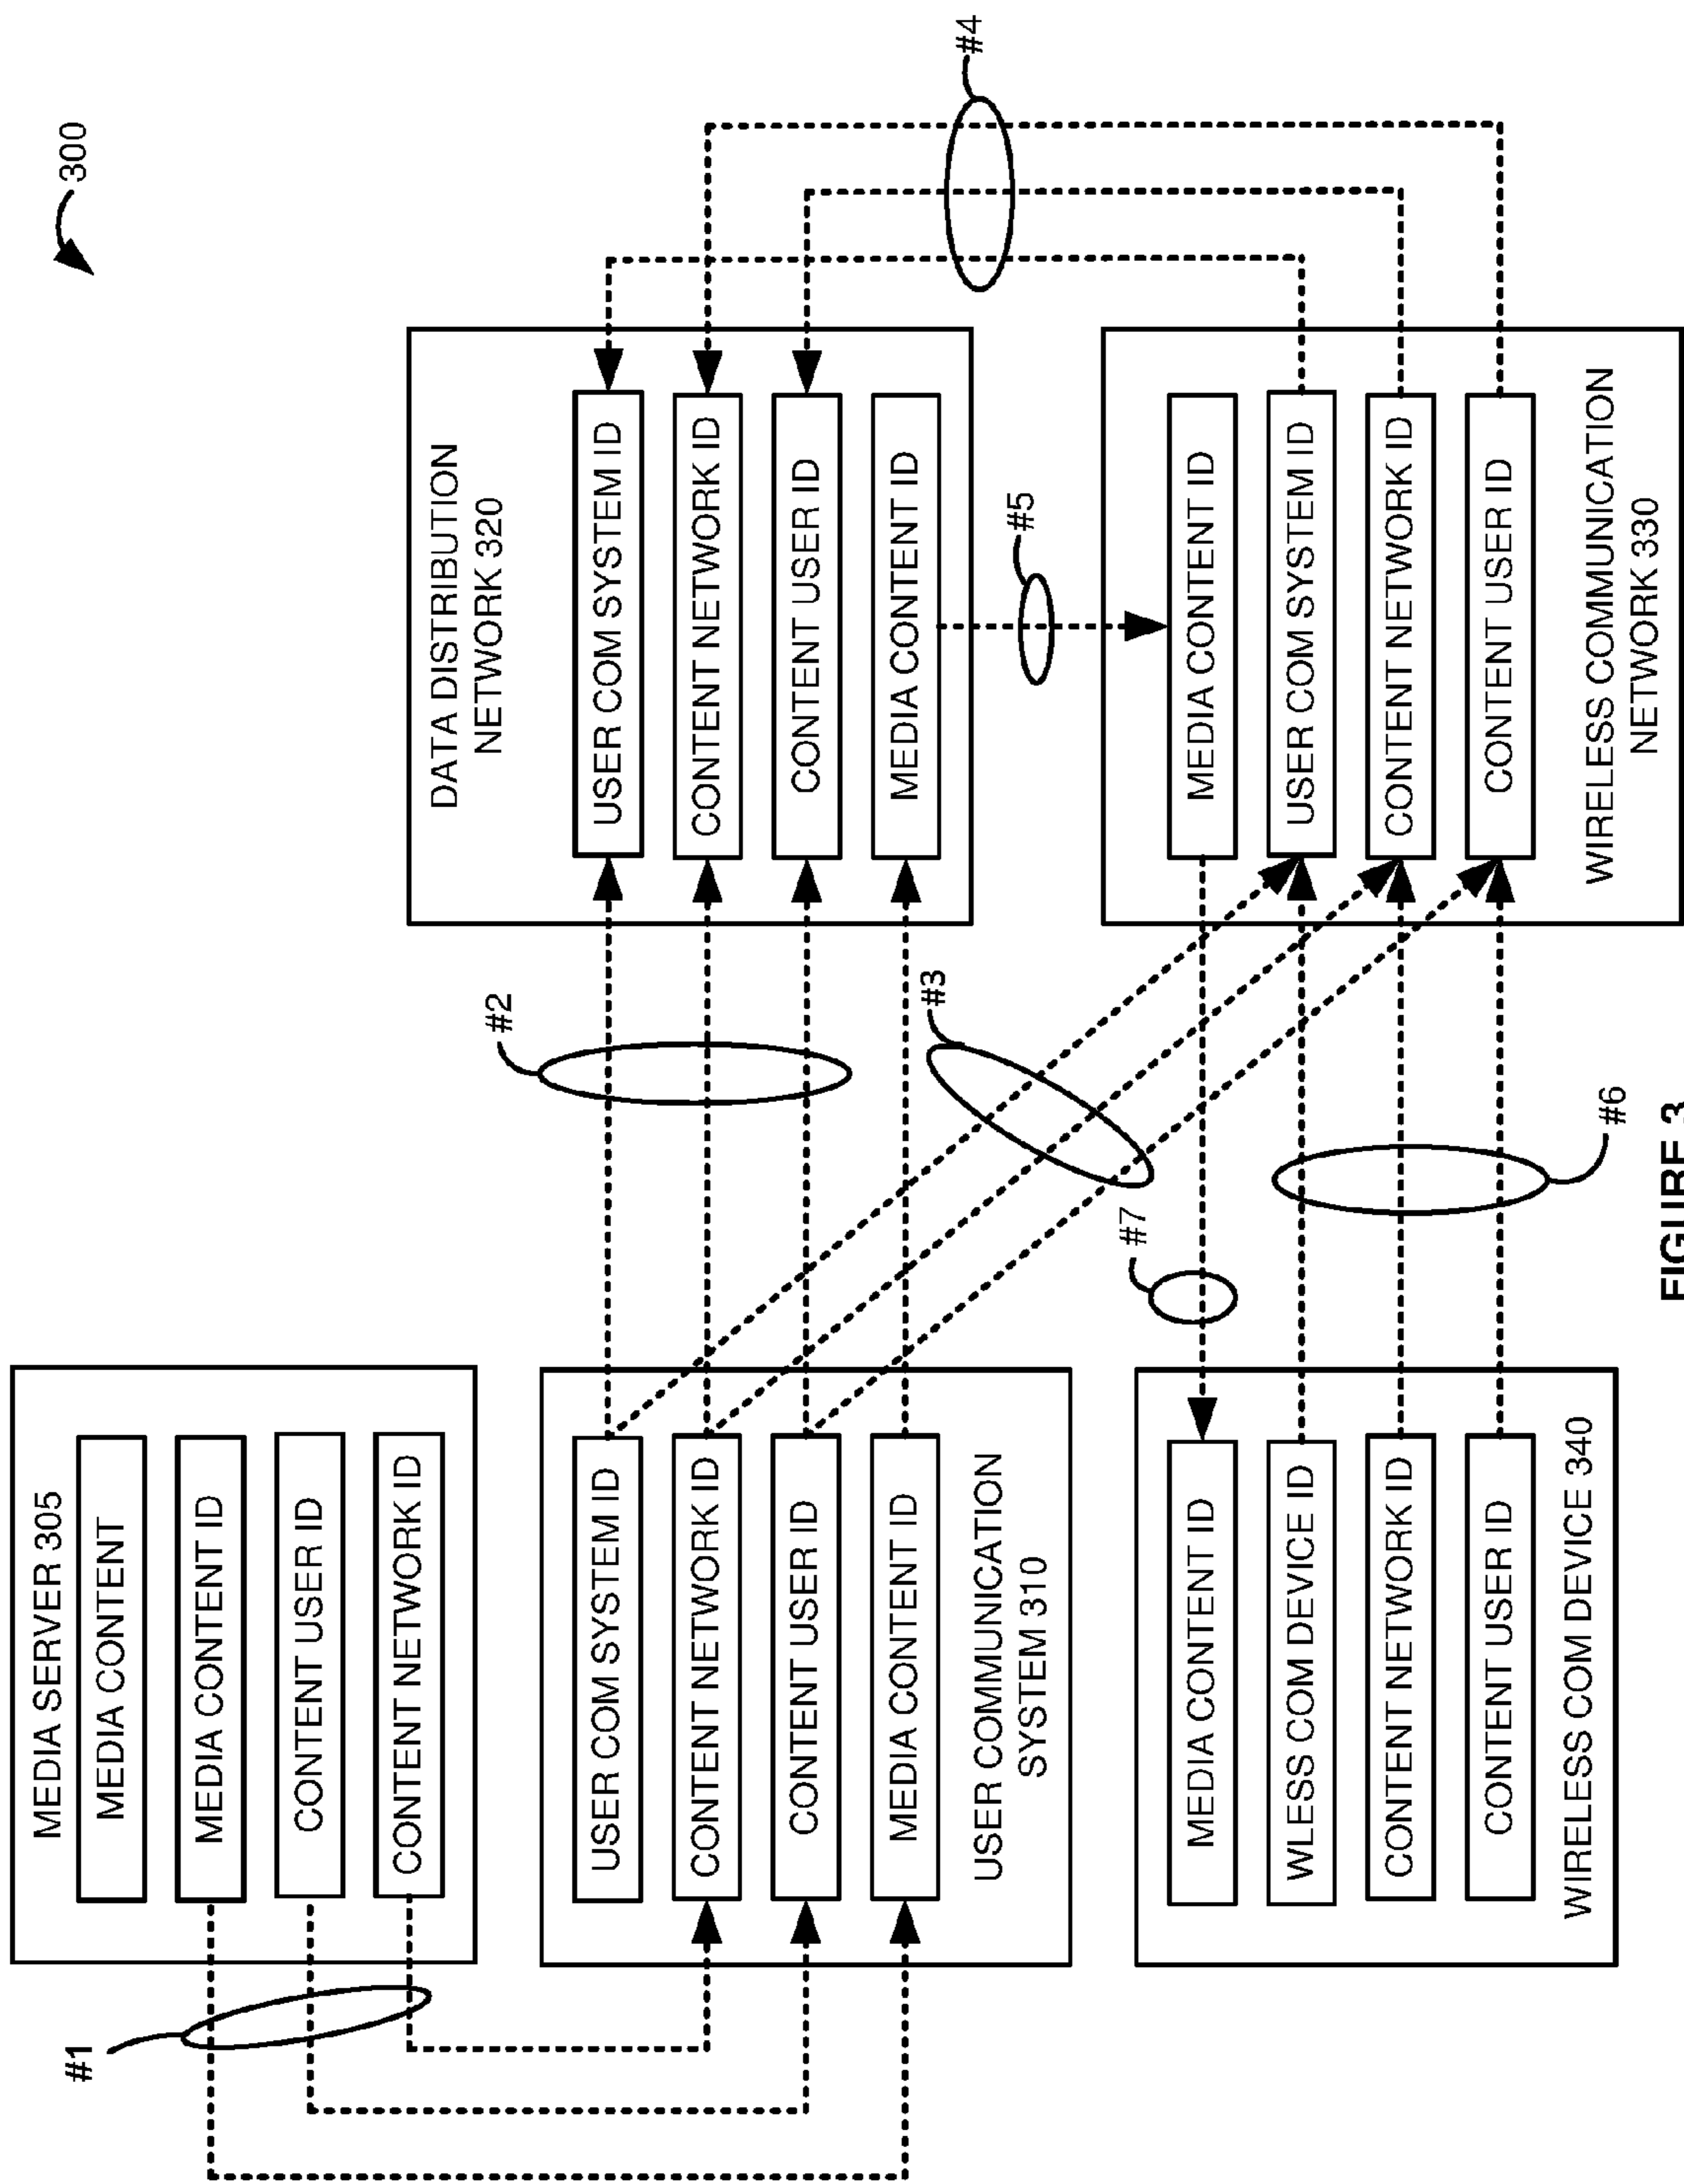 300
MEDIA SERVER 305
MEDIA CONTENT
MEDIA CONTENT ID
CONTENT USER ID
CONTENT NETWORK ID
#1
DATA DISTRIBUTION
NETWORK 320
USER COM SYSTEM ID
CONTENT NETWORK ID
CONTENT USER ID
MEDIA CONTENT ID
#2
#4
USER COM SYSTEM ID
CONTENT NETWORK ID
CONTENT USER ID
MEDIA CONTENT ID
USER COMMUNICATION
SYSTEM 310
#3
#5
MEDIA CONTENT ID
USER COM SYSTEM ID
CONTENT NETWORK ID
CONTENT USER ID
WIRELESS COMMUNICATION
NETWORK 330
#7
MEDIA CONTENT ID
WLESS COM DEVICE ID
CONTENT NETWORK ID
CONTENT USER ID
WIRELESS COM DEVICE 340
#6
FIGURE 3